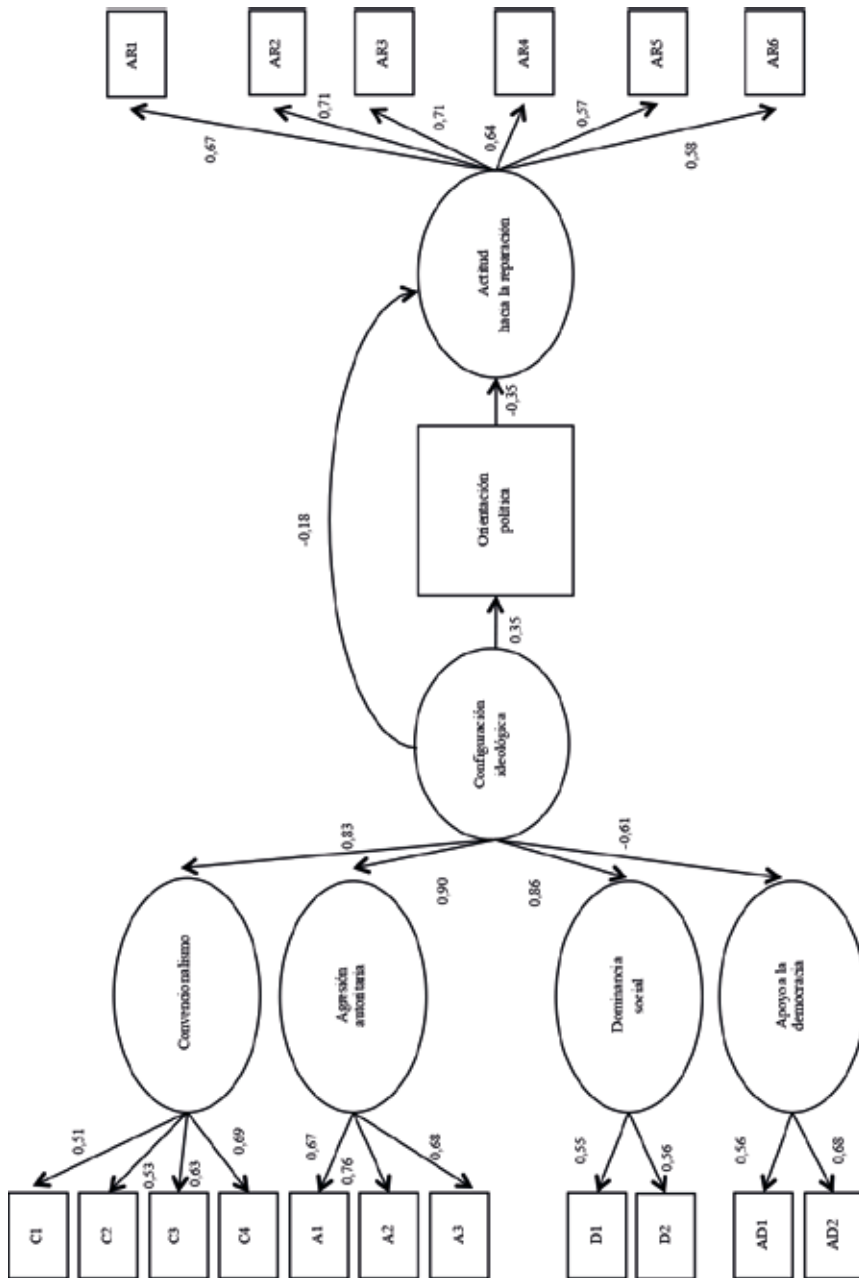 C1
C2
C3
C4
A1
A2
A3
D1
D2
AD1
AD2
0,51
0,53
0,63
0,69
0,67
0,76
0,68
0,55
0,56
0,56
0,68
Convencionalismo
Agresión
autoritaria
Dominancia
social
Apoyo a la
democracia
0,83
0,90
0,86
-0,61
Configuración
ideológica
0,35
-0,18
Orientación
política
-0,35
Actitud
hacia la reparación
0,67
0,71
0,71
0,64
0,57
0,58
AR1
AR2
AR3
AR4
AR5
AR6